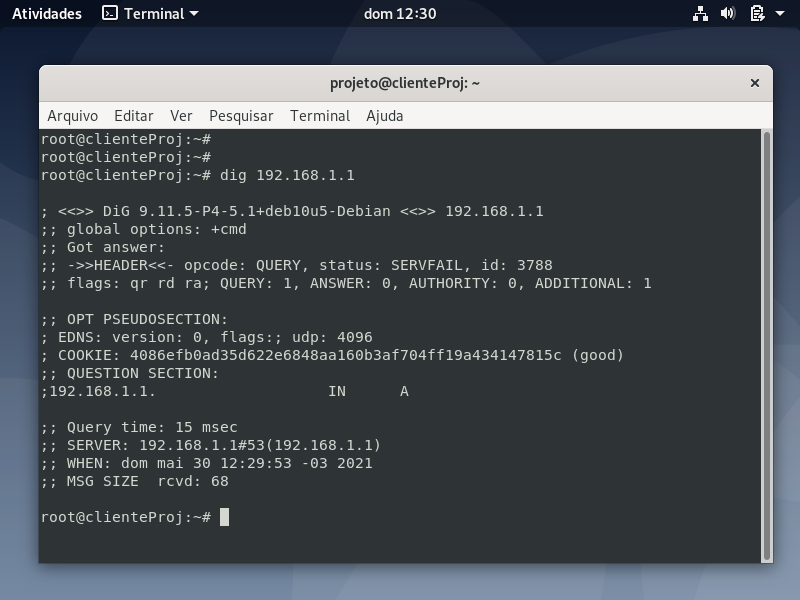 Atividades Terminal dom 12:30
projeto@clienteProj: ~ ×
Arquivo Editar Ver Pesquisar Terminal Ajuda
root@clienteProj:~#
root@clienteProj:~#
root@clienteProj:~# dig 192.168.1.1

; <<>> DiG 9.11.5-P4-5.1+deb10u5-Debian <<>> 192.168.1.1
;; global options: +cmd
;; Got answer:
;; ->>HEADER<<- opcode: QUERY, status: SERVFAIL, id: 3788
;; flags: qr rd ra; QUERY: 1, ANSWER: 0, AUTHORITY: 0, ADDITIONAL: 1

;; OPT PSEUDOSECTION:
; EDNS: version: 0, flags:; udp: 4096
; COOKIE: 4086efb0ad35d622e6848aa160b3af704ff19a434147815c (good)
;; QUESTION SECTION:
;192.168.1.1. IN A

;; Query time: 15 msec
;; SERVER: 192.168.1.1#53(192.168.1.1)
;; WHEN: dom mai 30 12:29:53 -03 2021
;; MSG SIZE rcvd: 68

root@clienteProj:~#